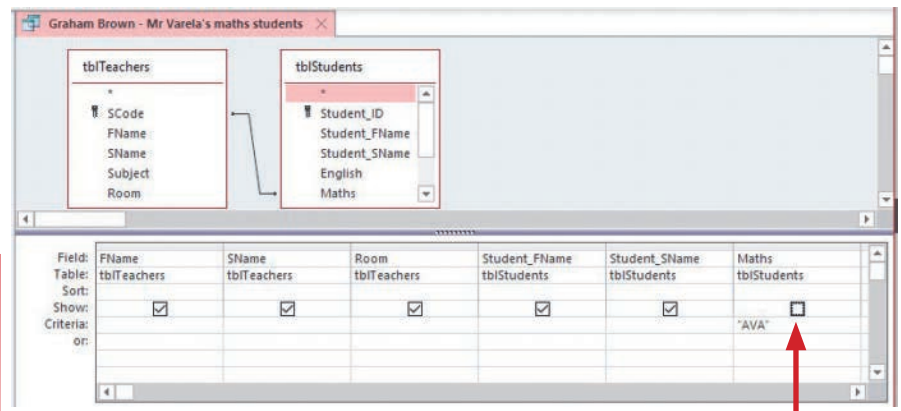 Graham Brown - Mr Varela's maths students
tblTeachers
*
SCode
FName
SName
Subject
Room
tblStudents
*
Student_ID
Student_FName
Student_SName
English
Maths
Field: FName SName Room Student_FName Student_SName Maths
Table: tblTeachers tblTeachers tblTeachers tblStudents tblStudents tblStudents
Sort:
Show:
Criteria: "AVA"
or: